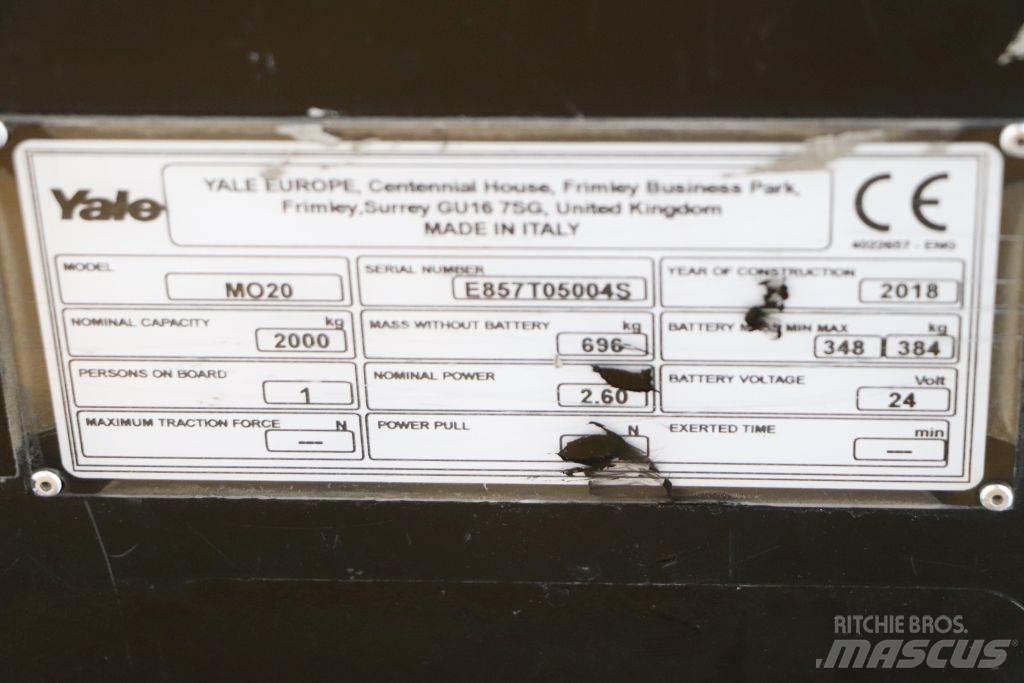 Yale
YALE EUROPE, Centennial House, Frimley Business Park,
Frimley,Surrey GU16 7SG, United Kingdom
MADE IN ITALY
CE
MODEL MO20
SERIAL NUMBER E857T05004S
YEAR OF CONSTRUCTION 2018
NOMINAL CAPACITY kg 2000
MASS WITHOUT BATTERY kg 696
BATTERY MIN MAX kg 348 384
PERSONS ON BOARD 1
NOMINAL POWER 2.60
BATTERY VOLTAGE Volt 24
MAXIMUM TRACTION FORCE N ---
POWER PULL N
EXERTED TIME min ---
RITCHIE BROS.
MASCUS